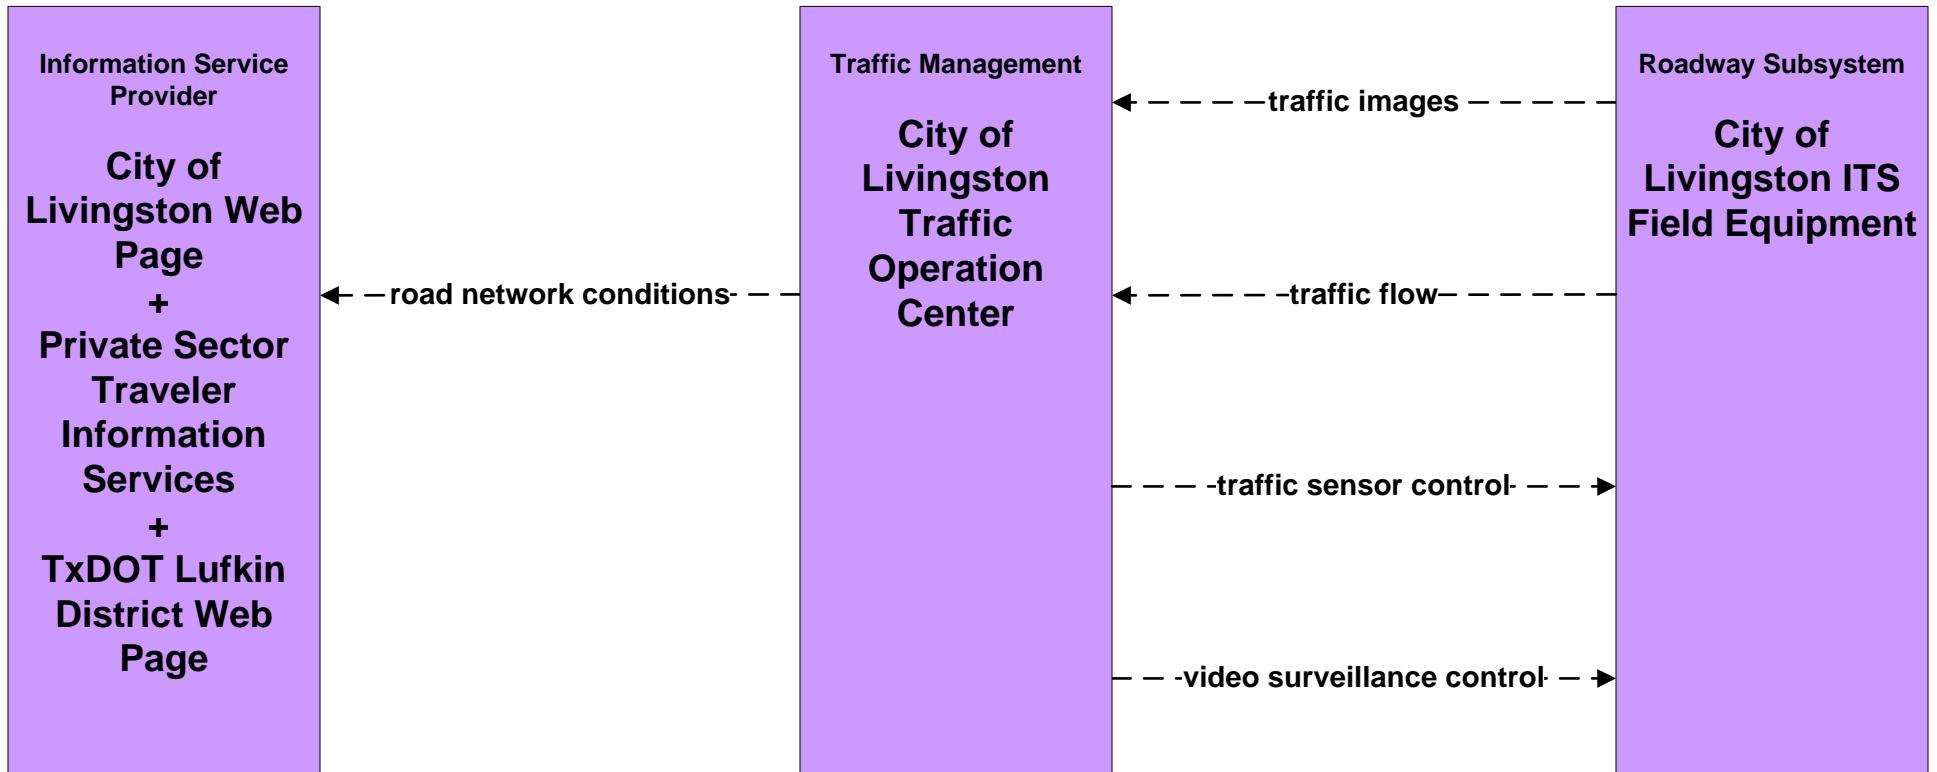 Information Service
Provider
City of
Livingston Web
Page
+
Private Sector
Traveler
Information
Services
+
TxDOT Lufkin
District Web
Page
road network conditions
Traffic Management
City of
Livingston
Traffic
Operation
Center
traffic images
traffic flow
traffic sensor control
video surveillance control
Roadway Subsystem
City of
Livingston ITS
Field Equipment